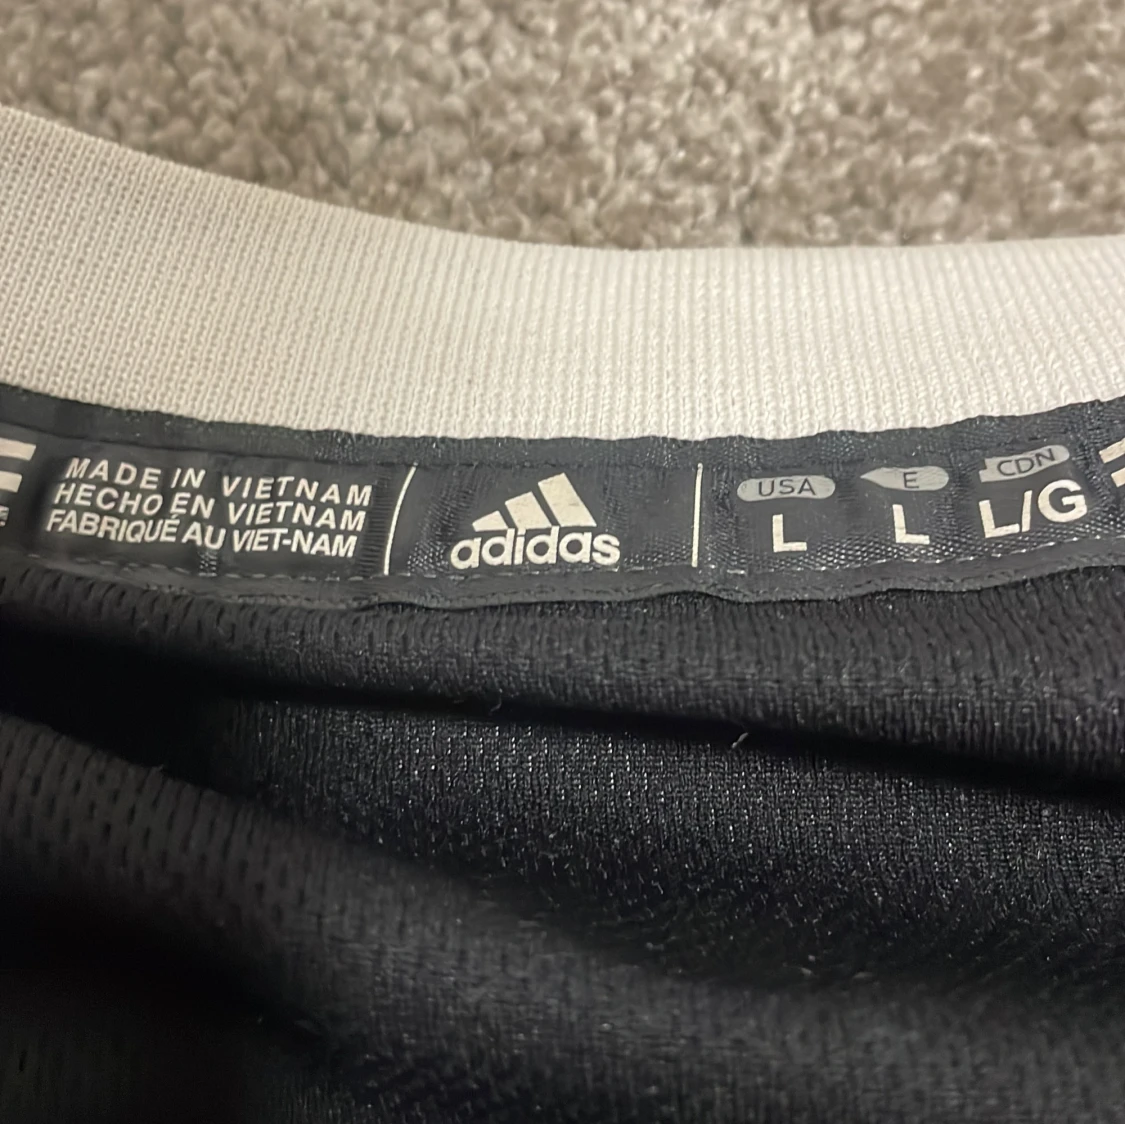 MADE IN VIETNAM
HECHO EN VIETNAM
FABRIQUÉ AU VIET-NAM
adidas
USA
L
E
L
CDN
L/G